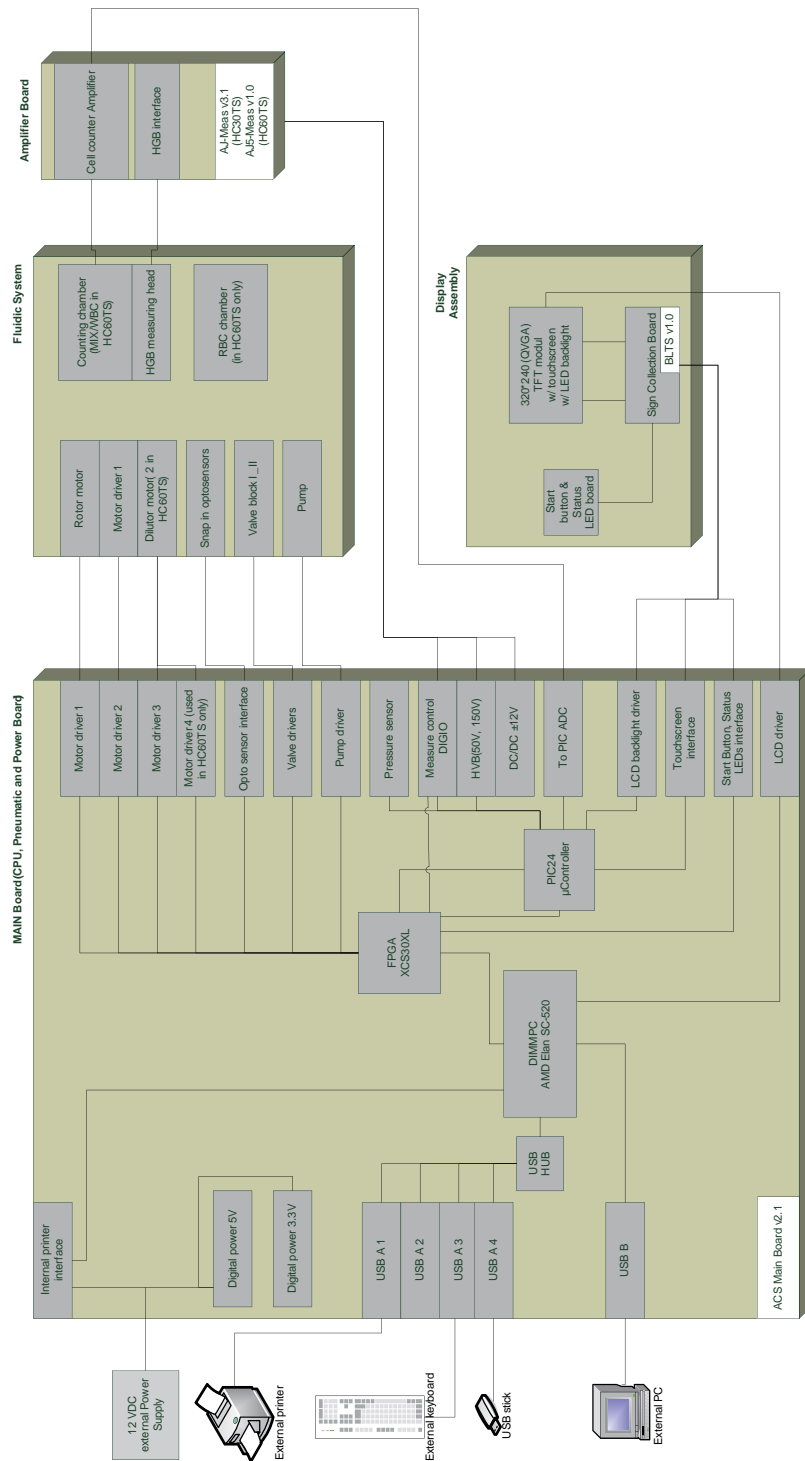 MAIN Board(CPU, Pneumatic and Power Board)
12 VDC
external Power
Supply
External printer
External keyboard
USB stick
External PC
Internal printer
interface
Digital power 5V
Digital power 3.3V
USB A 1
USB A 2
USB A 3
USB A 4
USB B
ACS Main Board v2.1
USB
HUB
DIMMPC
AMD Elan SC-520
FPGA
XCS30XL
PIC24
µController
Motor driver 1
Motor driver 2
Motor driver 3
Motor driver 4 (used
in HC60TS only)
Opto sensor interface
Valve drivers
Pump driver
Pressure sensor
Measure control
DIGIO
HVB(50V, 150V)
DC/DC ±12V
To PIC ADC
LCD backlight driver
Touchscreen
interface
Start Button, Status
LEDs interface
LCD driver
Fluidic System
Rotor motor
Motor driver 1
Dilutor motor( 2 in
HC60TS)
Snap in optosensors
Valve block I _II
Pump
Counting chamber
(MIX/WBC in
HC60TS)
HGB measuring head
RBC chamber
(in HC60TS only)
Display
Assembly
Start
button &
Status
LED board
320*240 (QVGA)
TFT modul
w/ touchscreen
w/ LED backlight
Sign Collection Board
BLTS v1.0
Amplifier Board
Cell counter Amplifier
HGB interface
AJ-Meas v3.1
(HC30TS)
AJ5-Meas v1.0
(HC60TS)